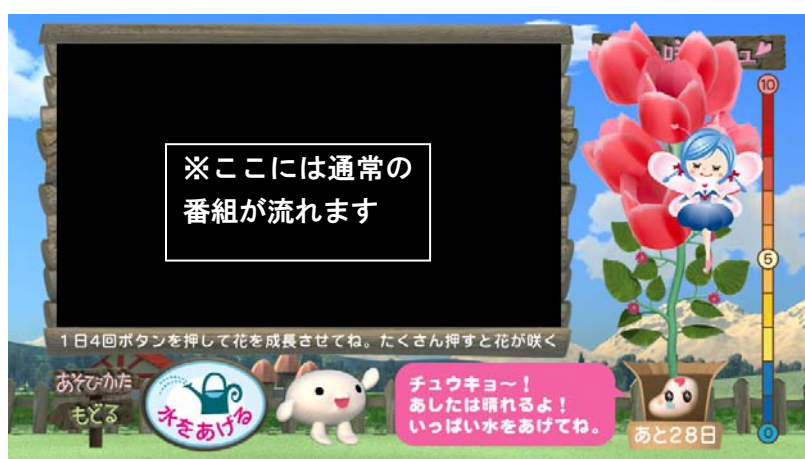 ※ここには通常の
番組が流れます
1日4回ボタンを押して花を成長させてね。たくさん押すと花が咲く
あそびかた
もどる
水をあげる
チュウキョ〜!
あしたは晴れるよ!
いっぱい水をあげてね。
あと28日
10
5
0